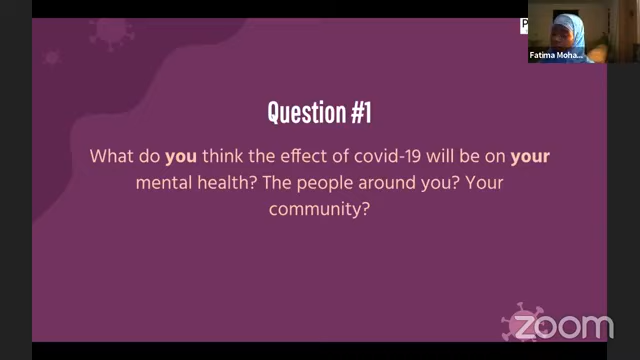 P
Fatima Moha...
Question #1
What do you think the effect of covid-19 will be on your
mental health? The people around you? Your
community?
zoom